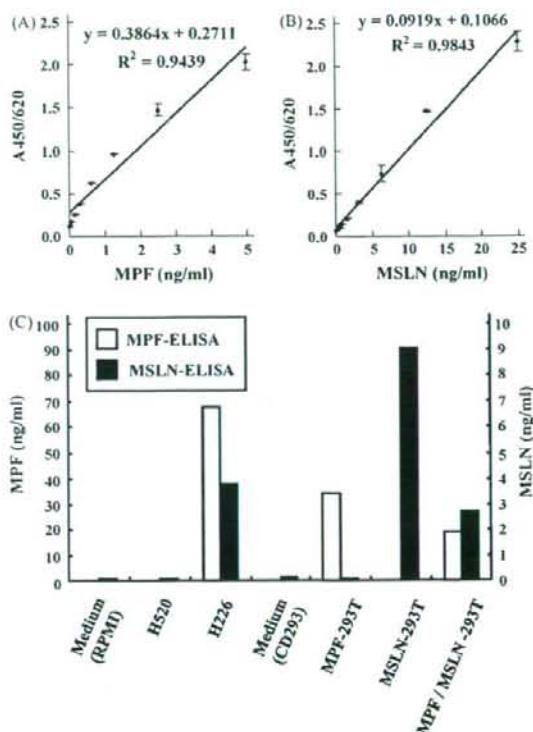 (A)
y = 0.3864x + 0.2711
R² = 0.9439
2.5
2.0
1.5
1.0
0.5
0.0
A450/620
0 1 2 3 4 5
MPF (ng/ml)
(B)
y = 0.0919x + 0.1066
R² = 0.9843
2.5
2.0
1.5
1.0
0.5
0.0
A450/620
0 5 10 15 20 25
MSLN (ng/ml)
(C)
MPF-ELISA
MSLN-ELISA
100
90
80
70
60
50
40
30
20
10
0
MPF (ng/ml)
10
9
8
7
6
5
4
3
2
1
0
MSLN (ng/ml)
Medium
(RPMI)
H520
H226
Medium
(CD293)
MPF-293T
MSLN-293T
MPF / MSLN -293T